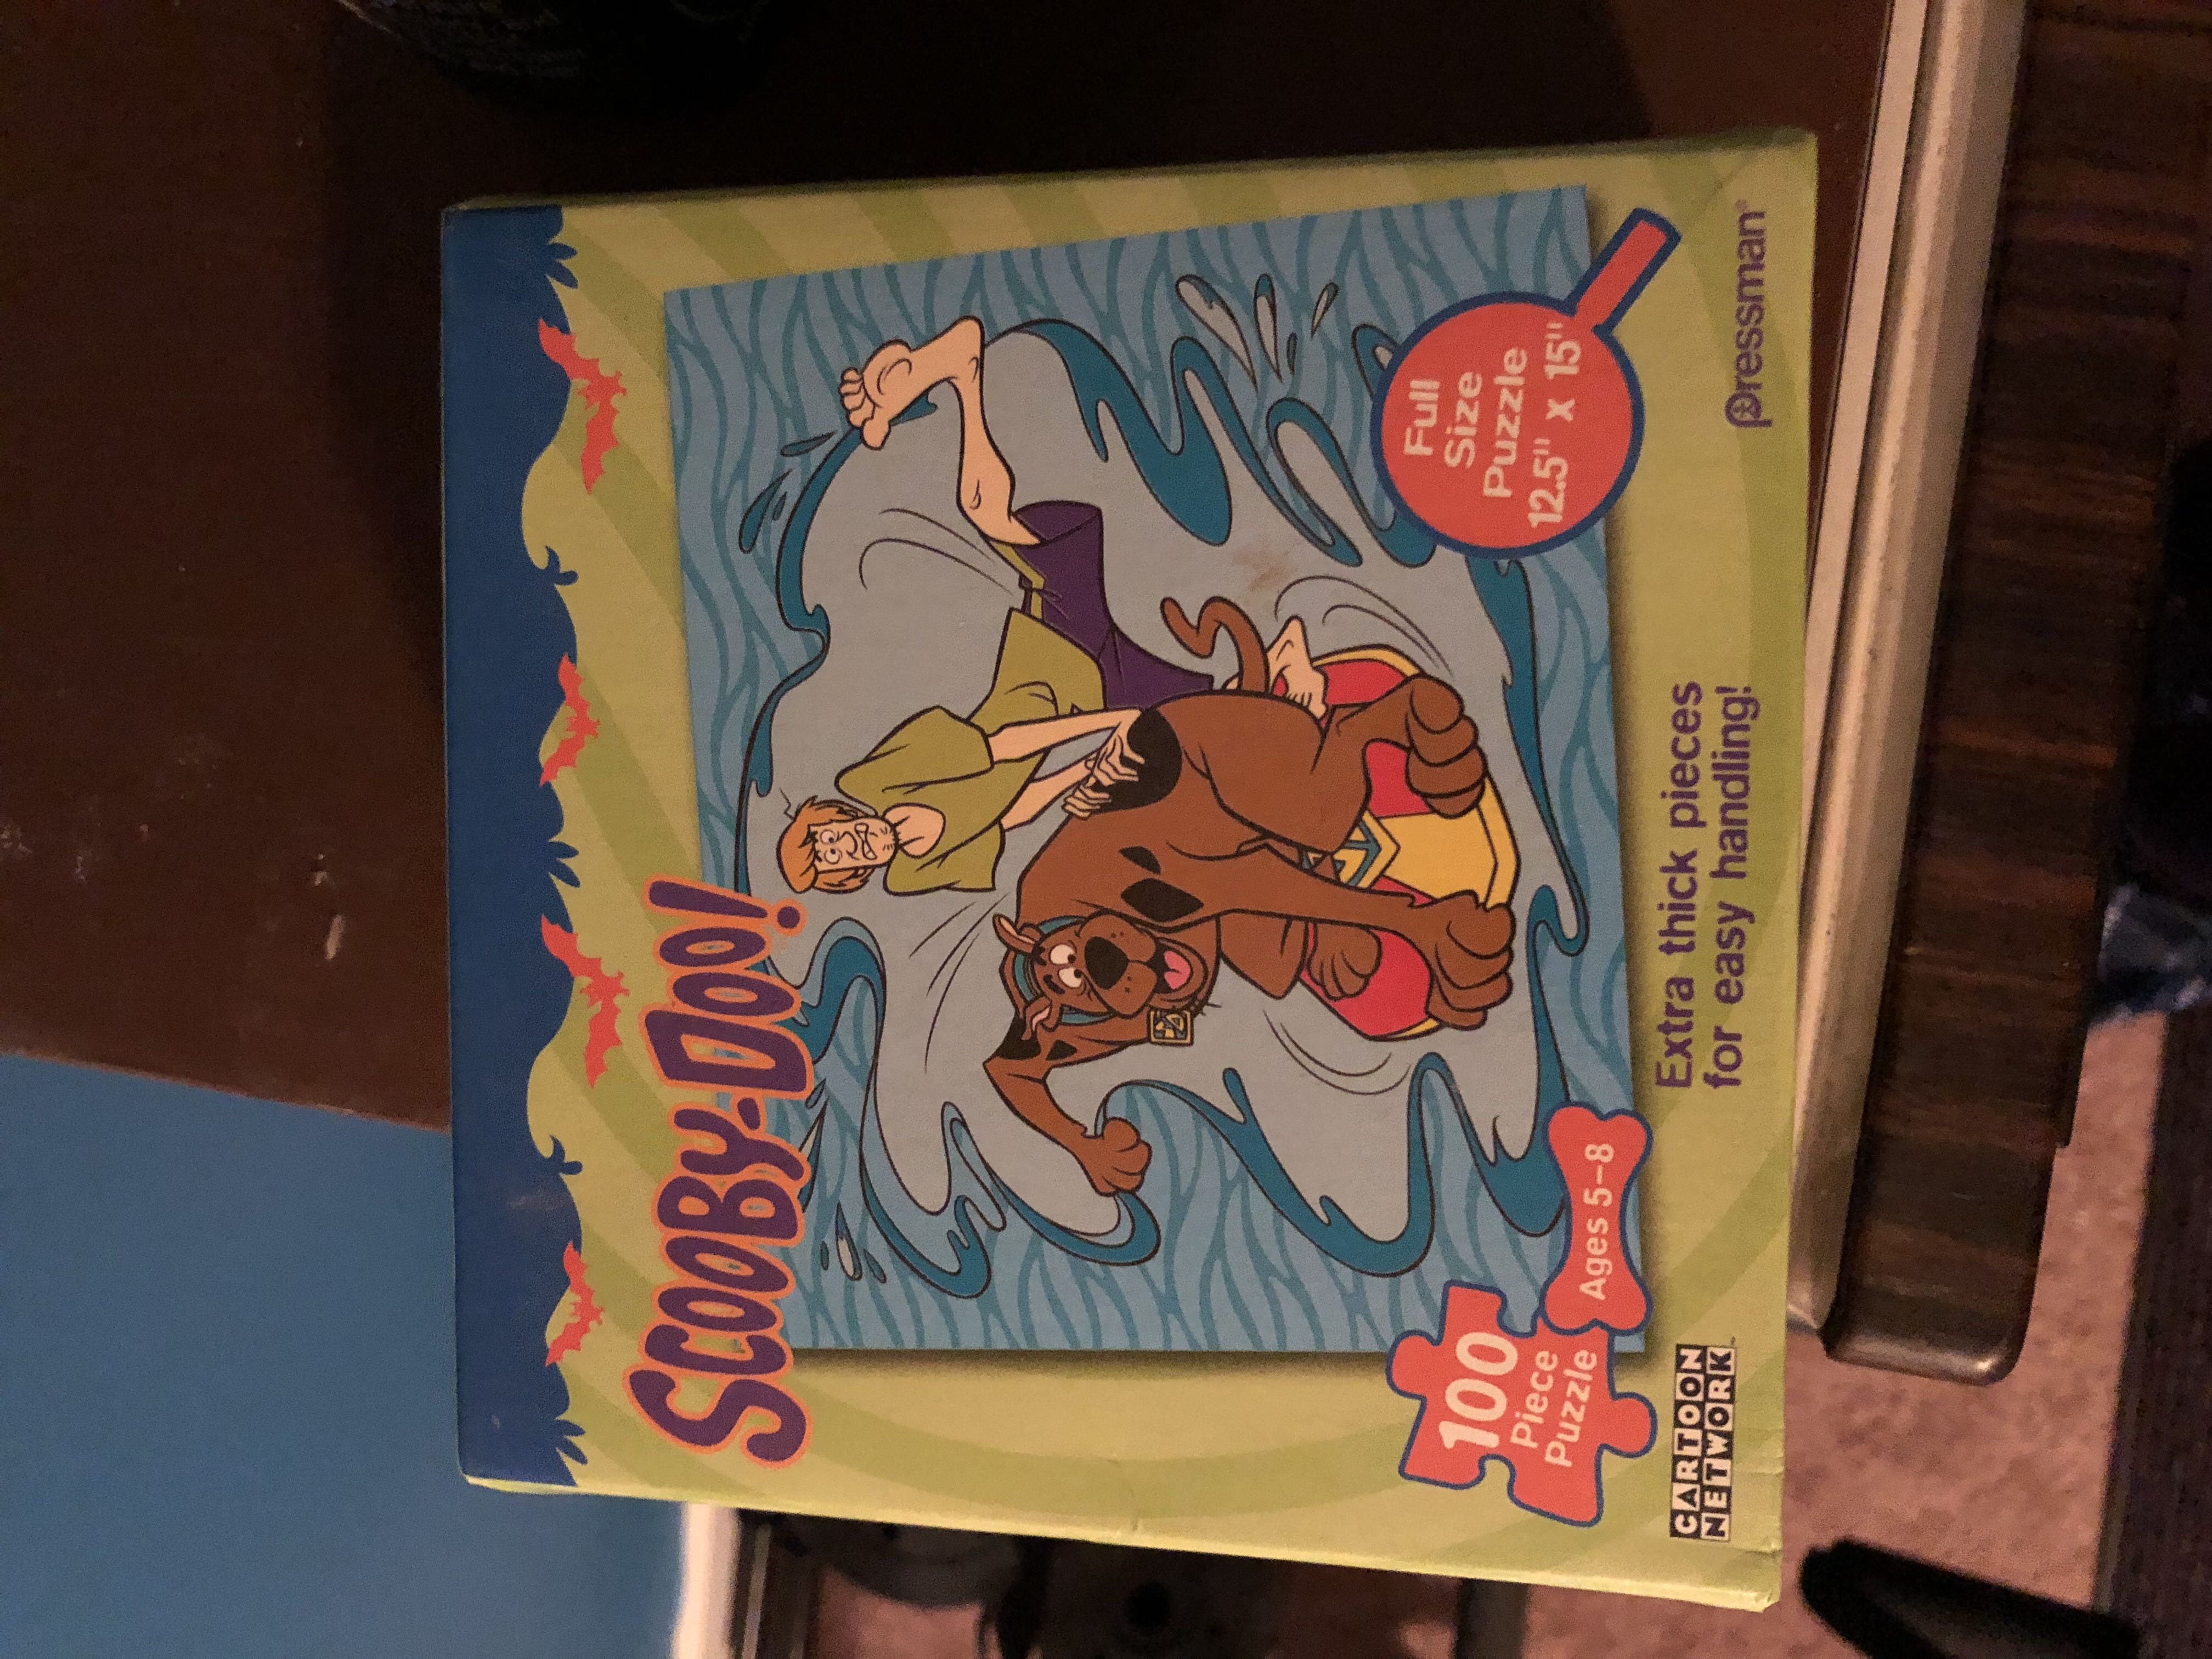 SCOOBY-DOO!
Full
Size
Puzzle
12.5" x 15"
100
Piece
Puzzle
Ages 5-8
CARTOON
NETWORK
Extra thick pieces
for easy handling!
pressman®
SD